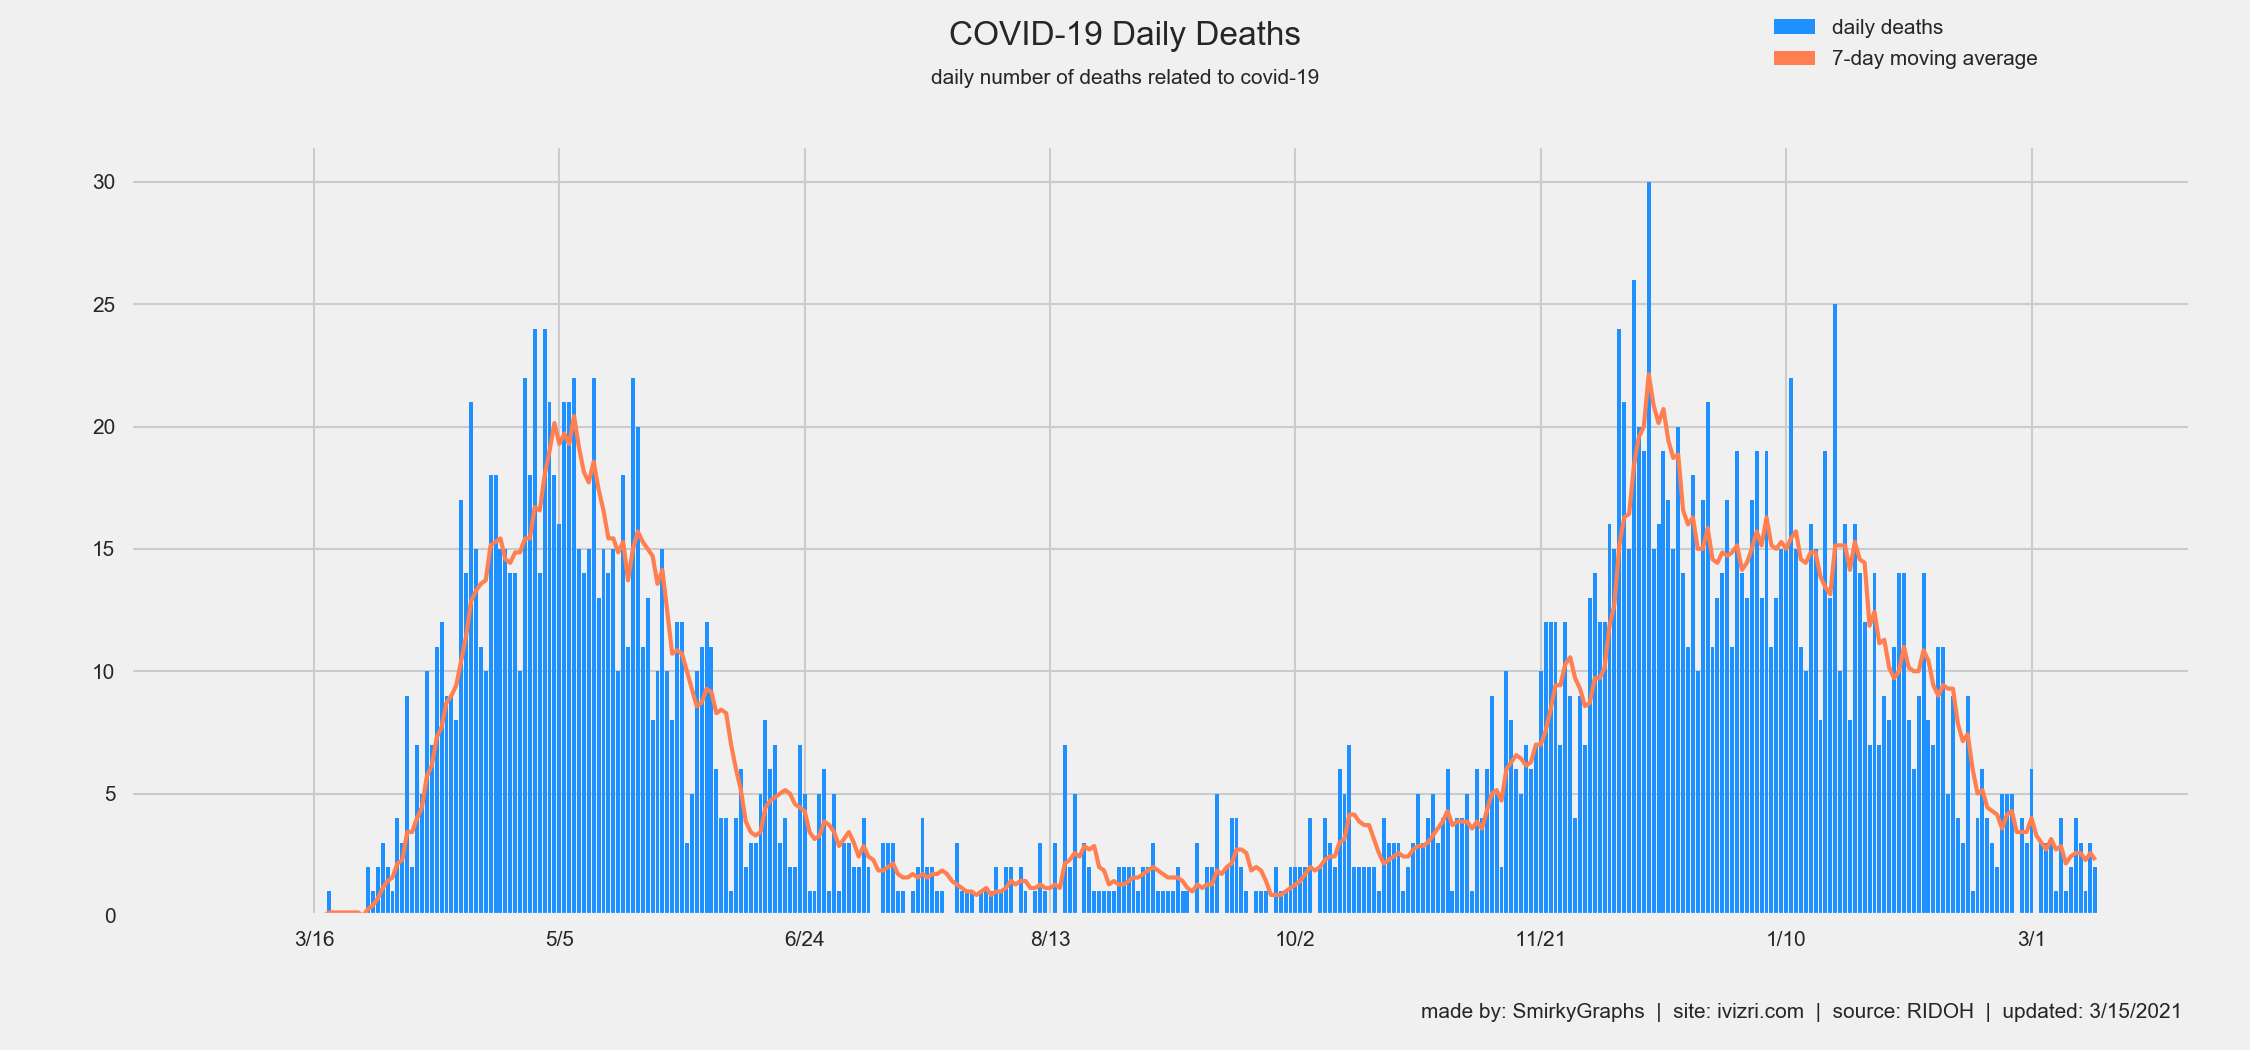 COVID-19 Daily Deaths
daily number of deaths related to covid-19
daily deaths
7-day moving average
30
25
20
15
10
5
0
3/16 5/5 6/24 8/13 10/2 11/21 1/10 3/1
made by: SmirkyGraphs | site: ivizri.com | source: RIDOH | updated: 3/15/2021